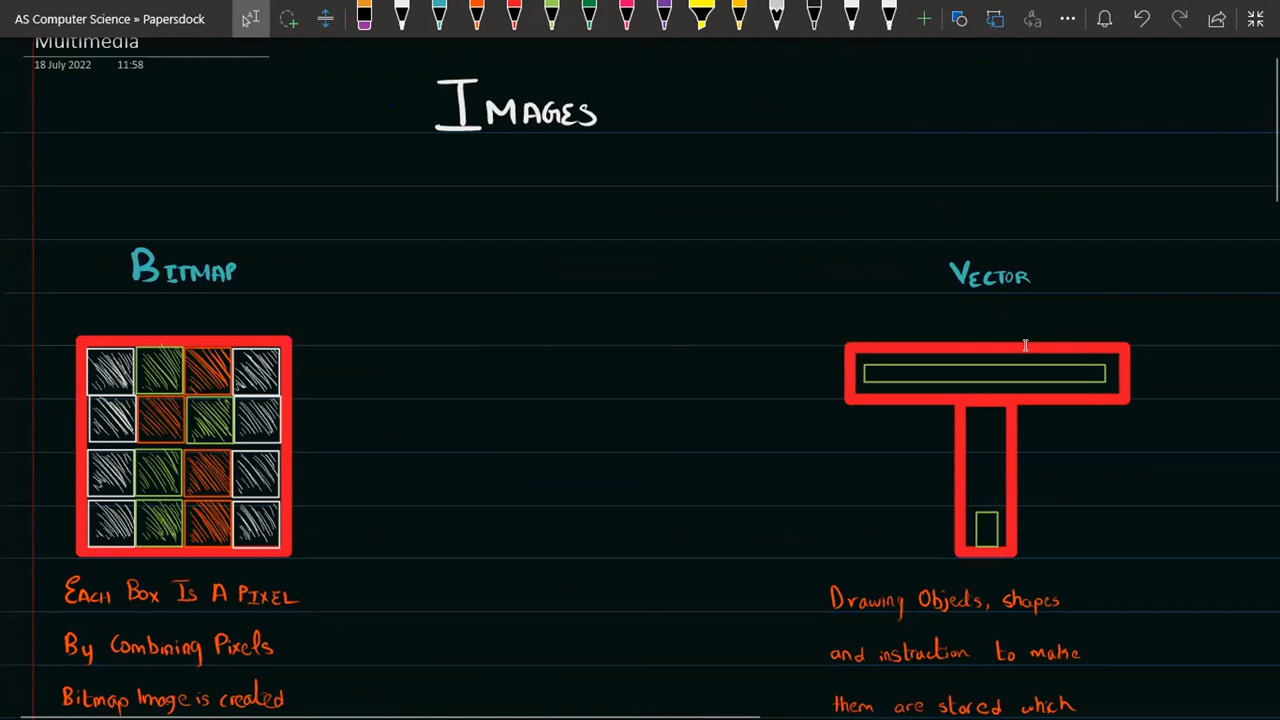 AS Computer Science » Papersdock
Multimedia
18 July 2022 11:58
IMAGES
BITMAP
VECTOR
EACH BOX IS A PIXEL
By Combining Pixels
Bitmap Image is created
Drawing Objects, shapes
and instraction to make
them are stored which